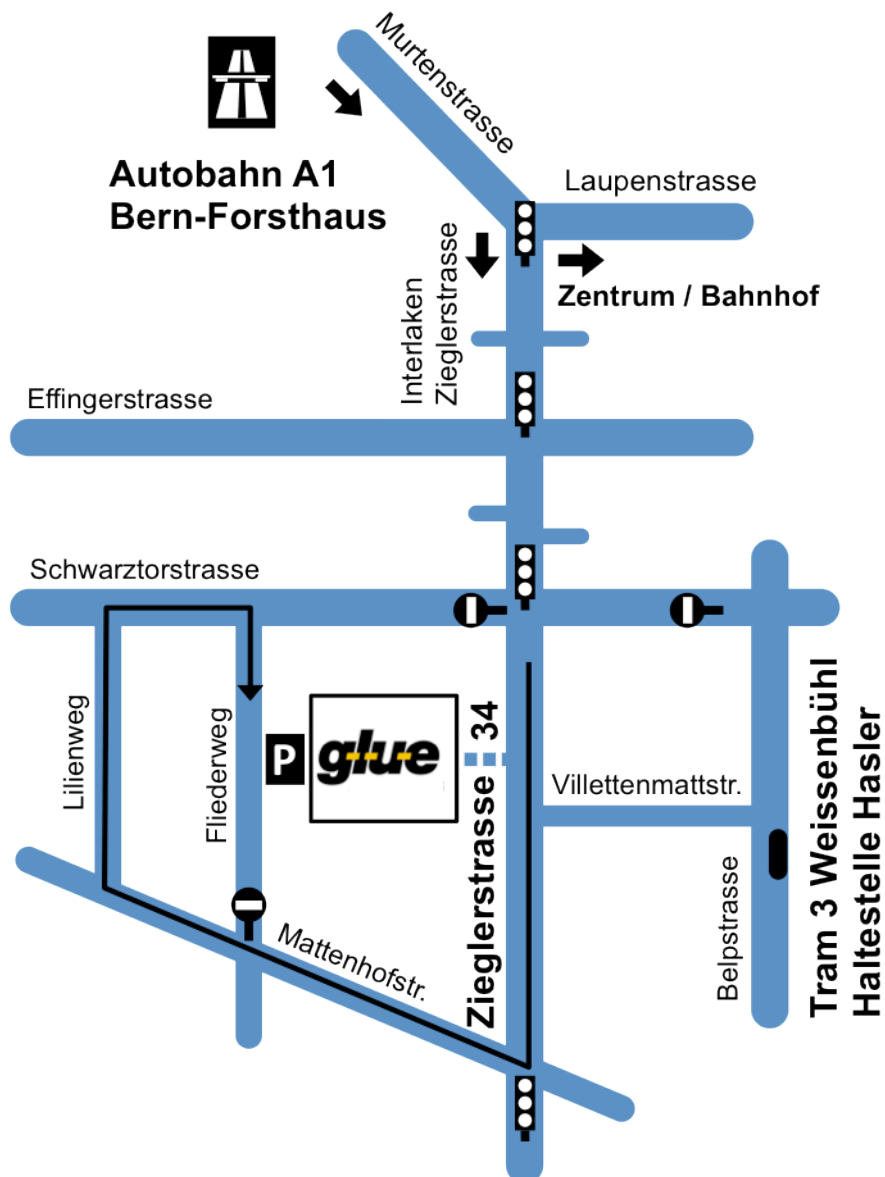 Murtenstrasse
Autobahn A1
Bern-Forsthaus
Laupenstrasse
Interlaken
Zieglerstrasse
Zentrum / Bahnhof
Effingerstrasse
Schwarztorstrasse
Lilienweg
Fliederweg
P
glue
Zieglerstrasse 34
Villettenmattstr.
Belpstrasse
Tram 3 Weissenbühl
Haltestelle Hasler
Mattenhofstr.